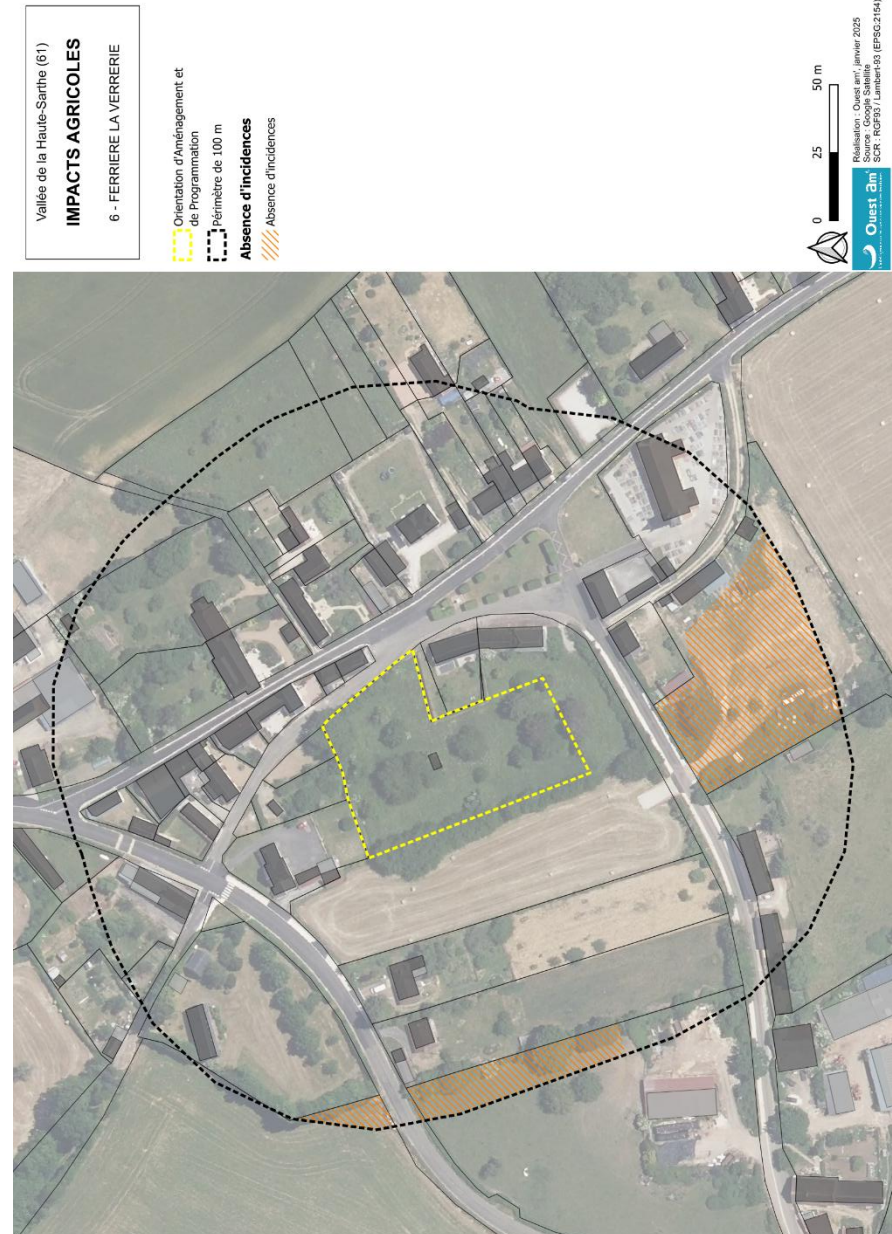 Vallée de la Haute-Sarthe (61)
IMPACTS AGRICOLES
6 - FERRIERE LA VERRERIE
Orientation d'Aménagement et
de Programmation
Périmètre de 100 m
Absence d'incidences
Absence d'incidences
0 25 50 m
Ouest am'
Réalisation : Ouest am', janvier 2025
Source : Google Satellite
SCR : RGF93 / Lambert-93 (EPSG:2154)